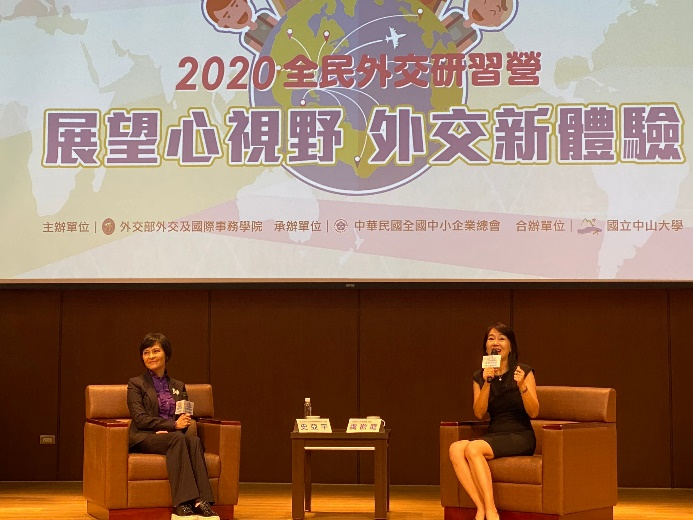 2020全民外交研習營
展望心視野 外交新體驗
主辦單位｜外交部外交及國際事務學院 承辦單位｜中華民國全國中小企業總會 合辦單位｜國立中山大學
史亞平